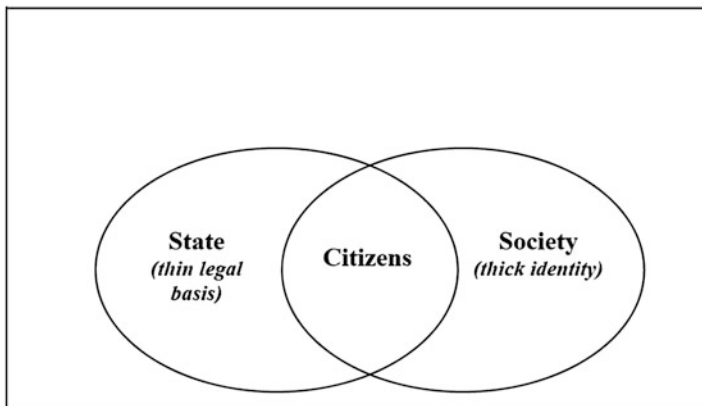 State
(thin legal
basis)
Citizens
Society
(thick identity)